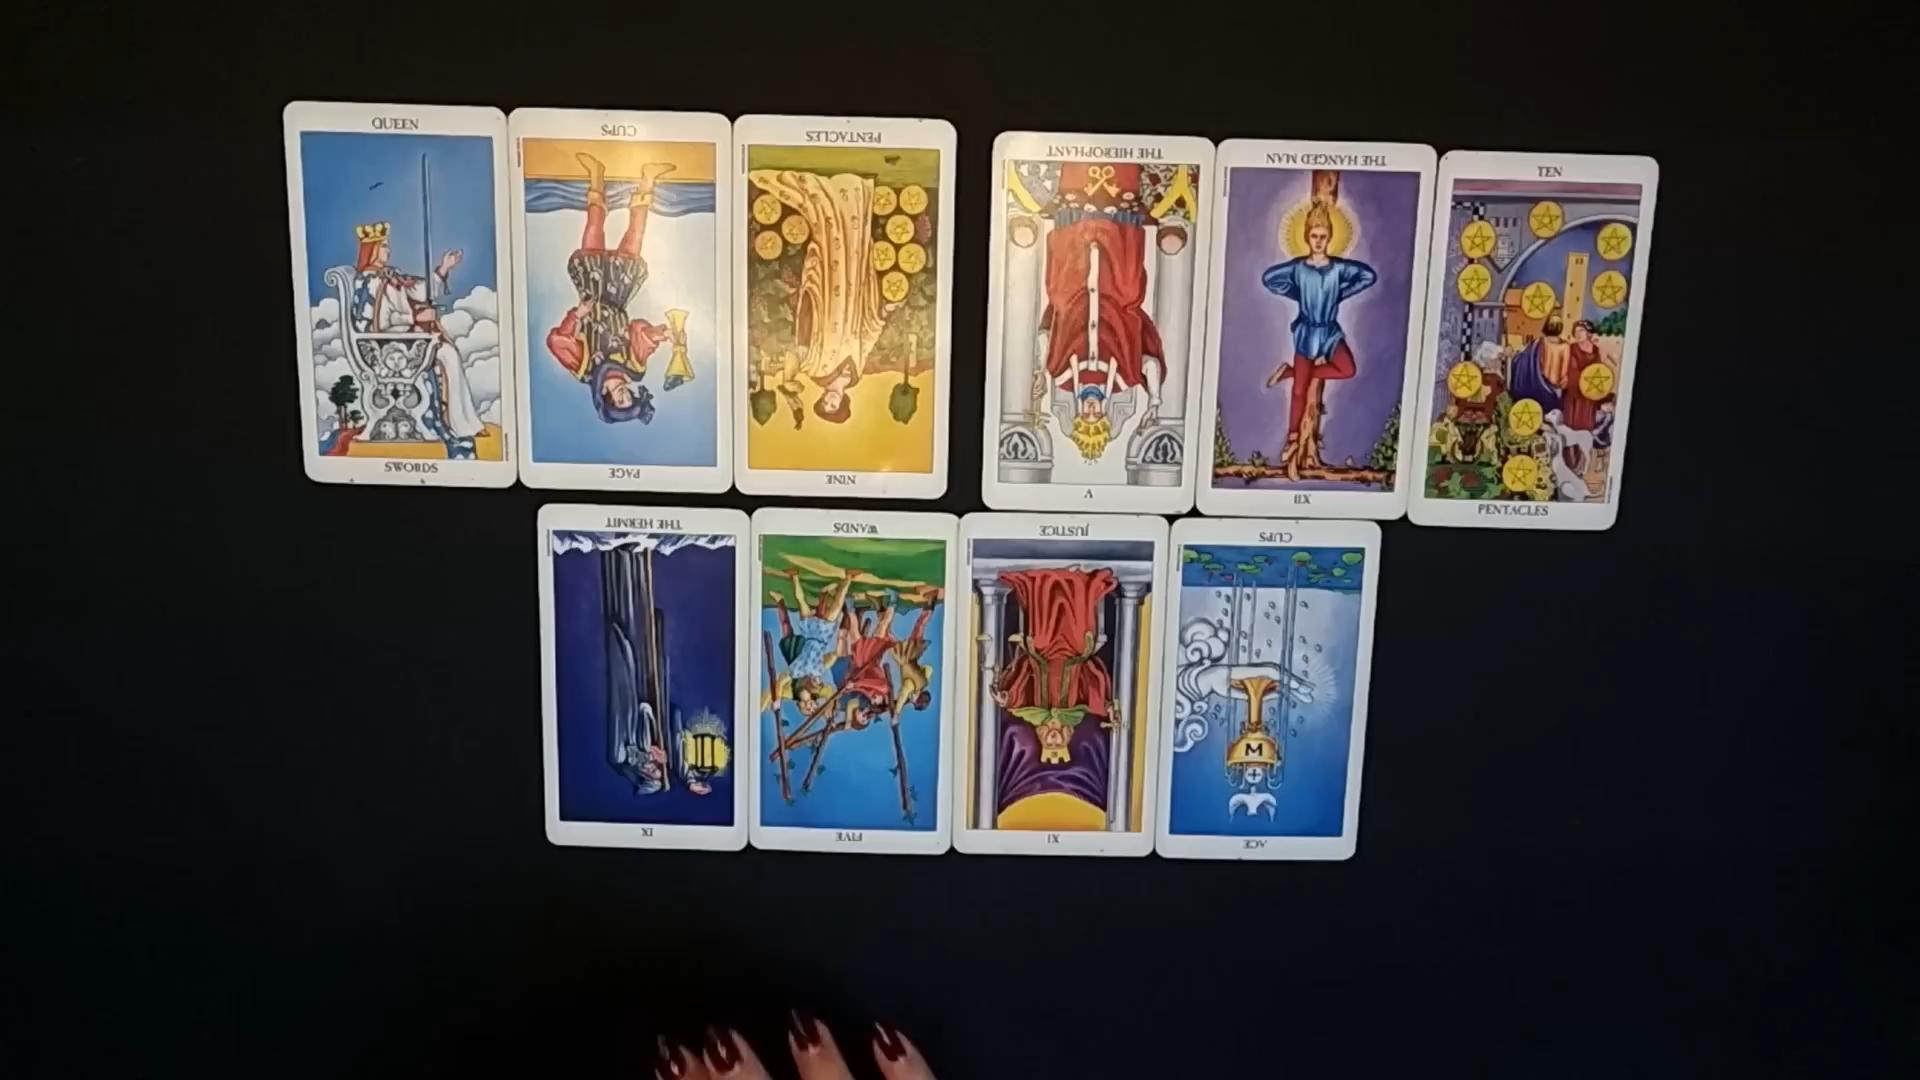 QUEEN
SWORDS
CUPS
PAGE
PENTACLES
NINE
THE HIEROPHANT
V
THE HANGED MAN
XII
TEN
PENTACLES
THE HERMIT
IX
WANDS
FIVE
JUSTICE
XI
CUPS
M
ACE